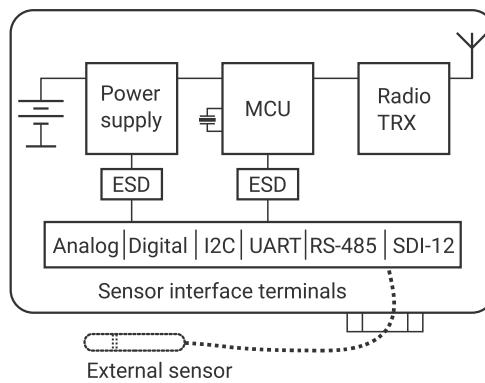 Power
supply
MCU
Radio
TRX
ESD
ESD
Analog Digital I2C UART RS-485 SDI-12
Sensor interface terminals
External sensor